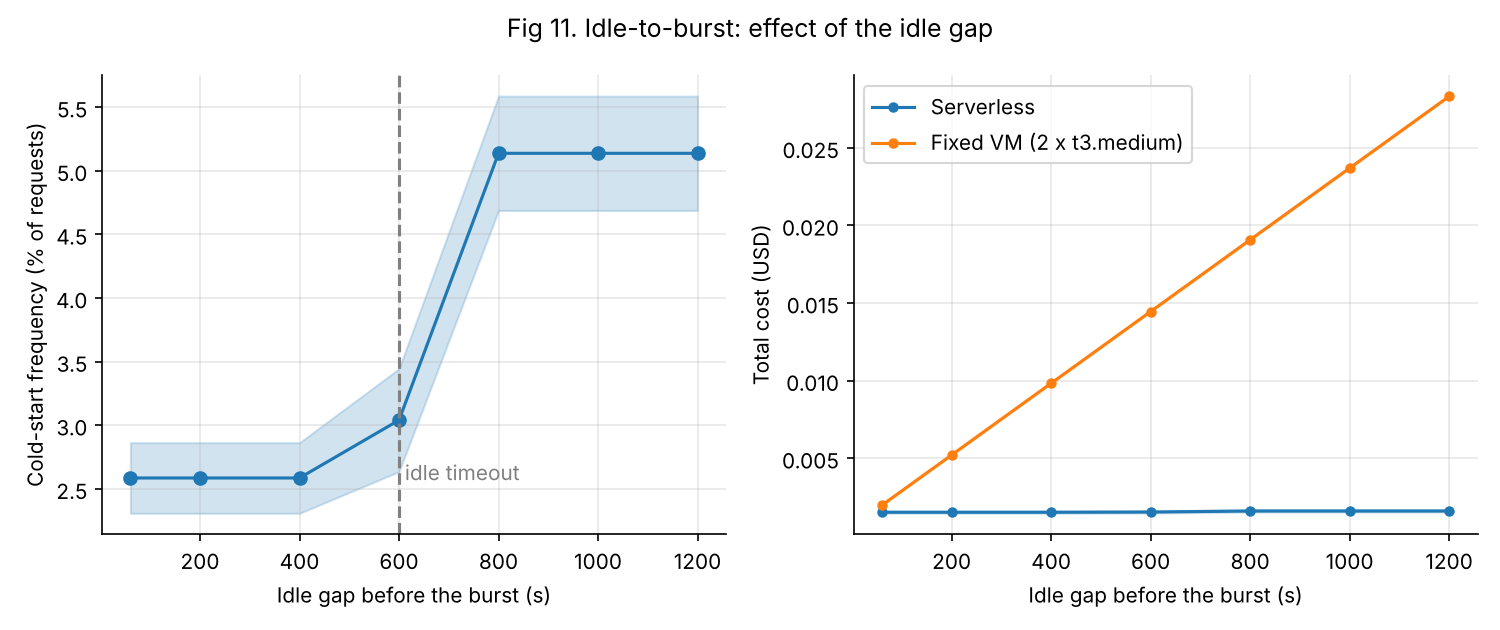 Fig 11. Idle-to-burst: effect of the idle gap
Cold-start frequency (% of requests)
5.5
5.0
4.5
4.0
3.5
3.0
2.5
idle timeout
200 400 600 800 1000 1200
Idle gap before the burst (s)
Total cost (USD)
Serverless
Fixed VM (2 x t3.medium)
0.025
0.020
0.015
0.010
0.005
200 400 600 800 1000 1200
Idle gap before the burst (s)